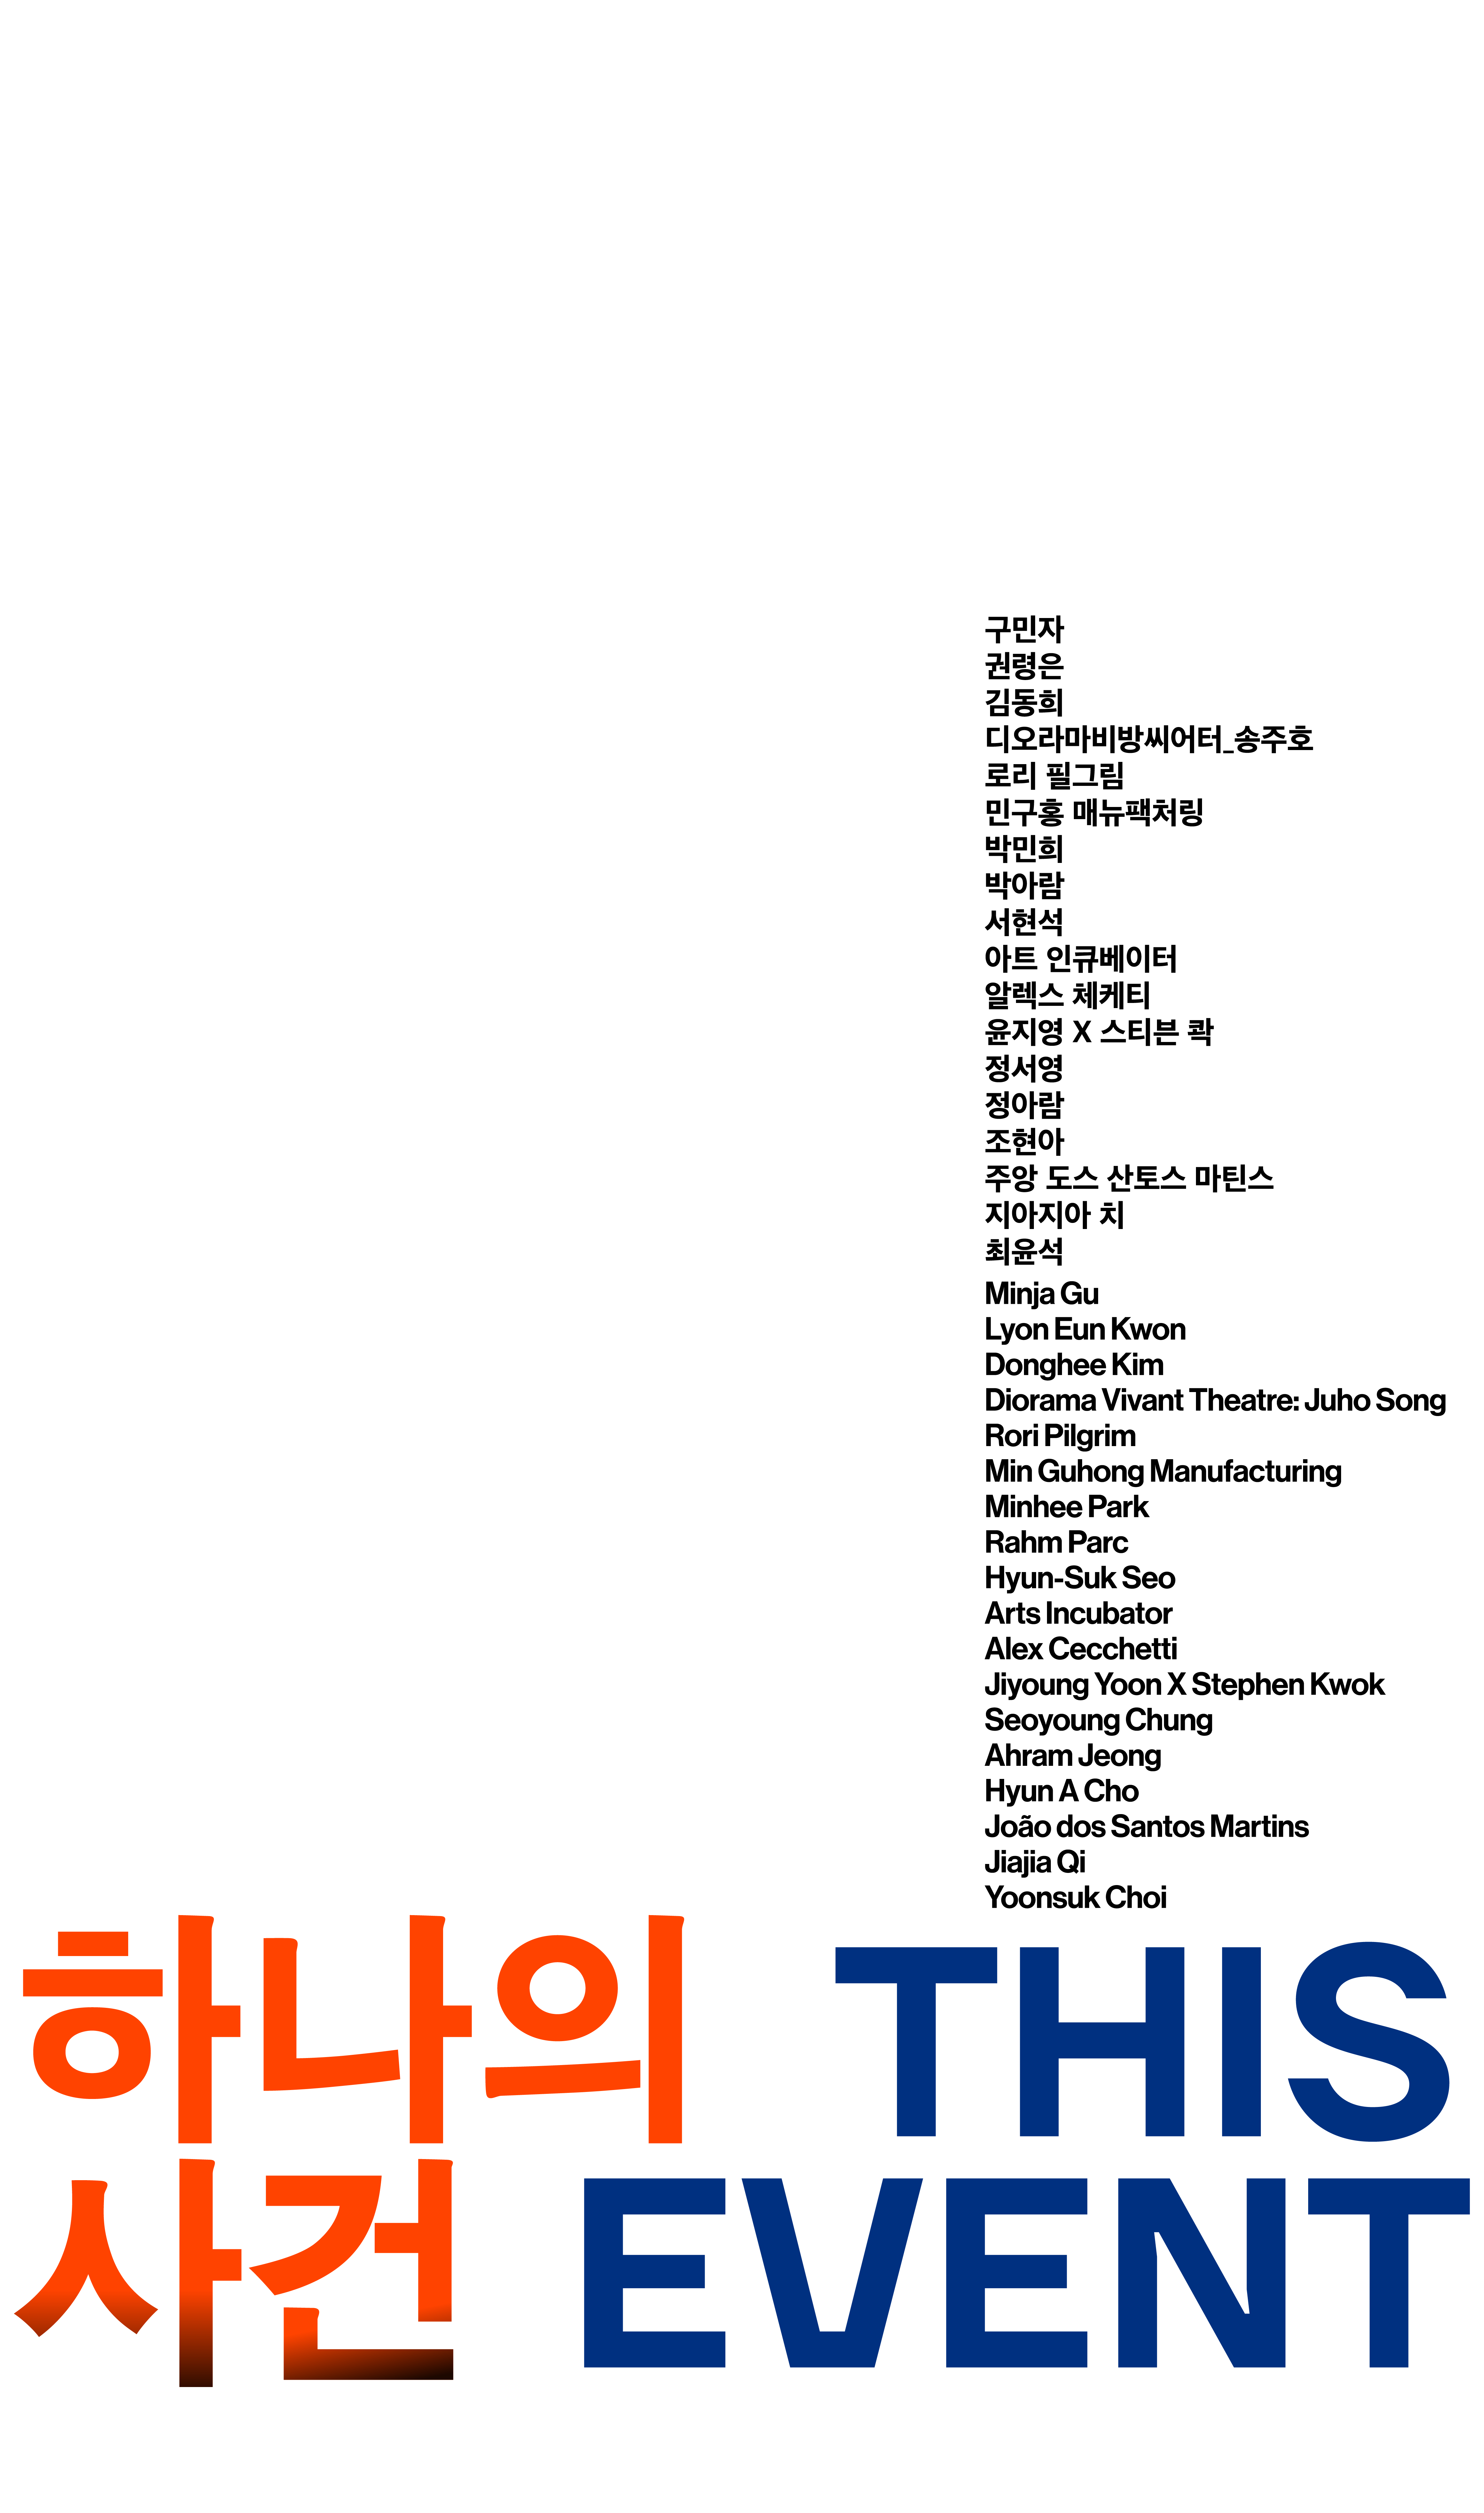 구민자
권령은
김동희
디오라마비방씨어터_송주호
로리 필그림
민구홍 매뉴팩처링
박민희
박아람
서현석
아트 인큐베이터
알렉스 체케티
윤지영 X 스티븐 콱
정서영
정아람
조현아
주앙 도스 산토스 마틴스
지아지아 치
최윤석
Minja Gu
Lyon Eun Kwon
Donghee Kim
Diorama Vivant Theatre: Juho Song
Rori Pilgrim
Min Guhong Manufacturing
Minhee Park
Rahm Parc
Hyun-Suk Seo
Arts Incubator
Alex Cecchetti
Jiyoung Yoon X Stephen Kwok
Seoyoung Chung
Ahram Jeong
Hyun A Cho
João dos Santos Martins
Jiajia Qi
Yoonsuk Choi
하나의
사건
THIS
EVENT